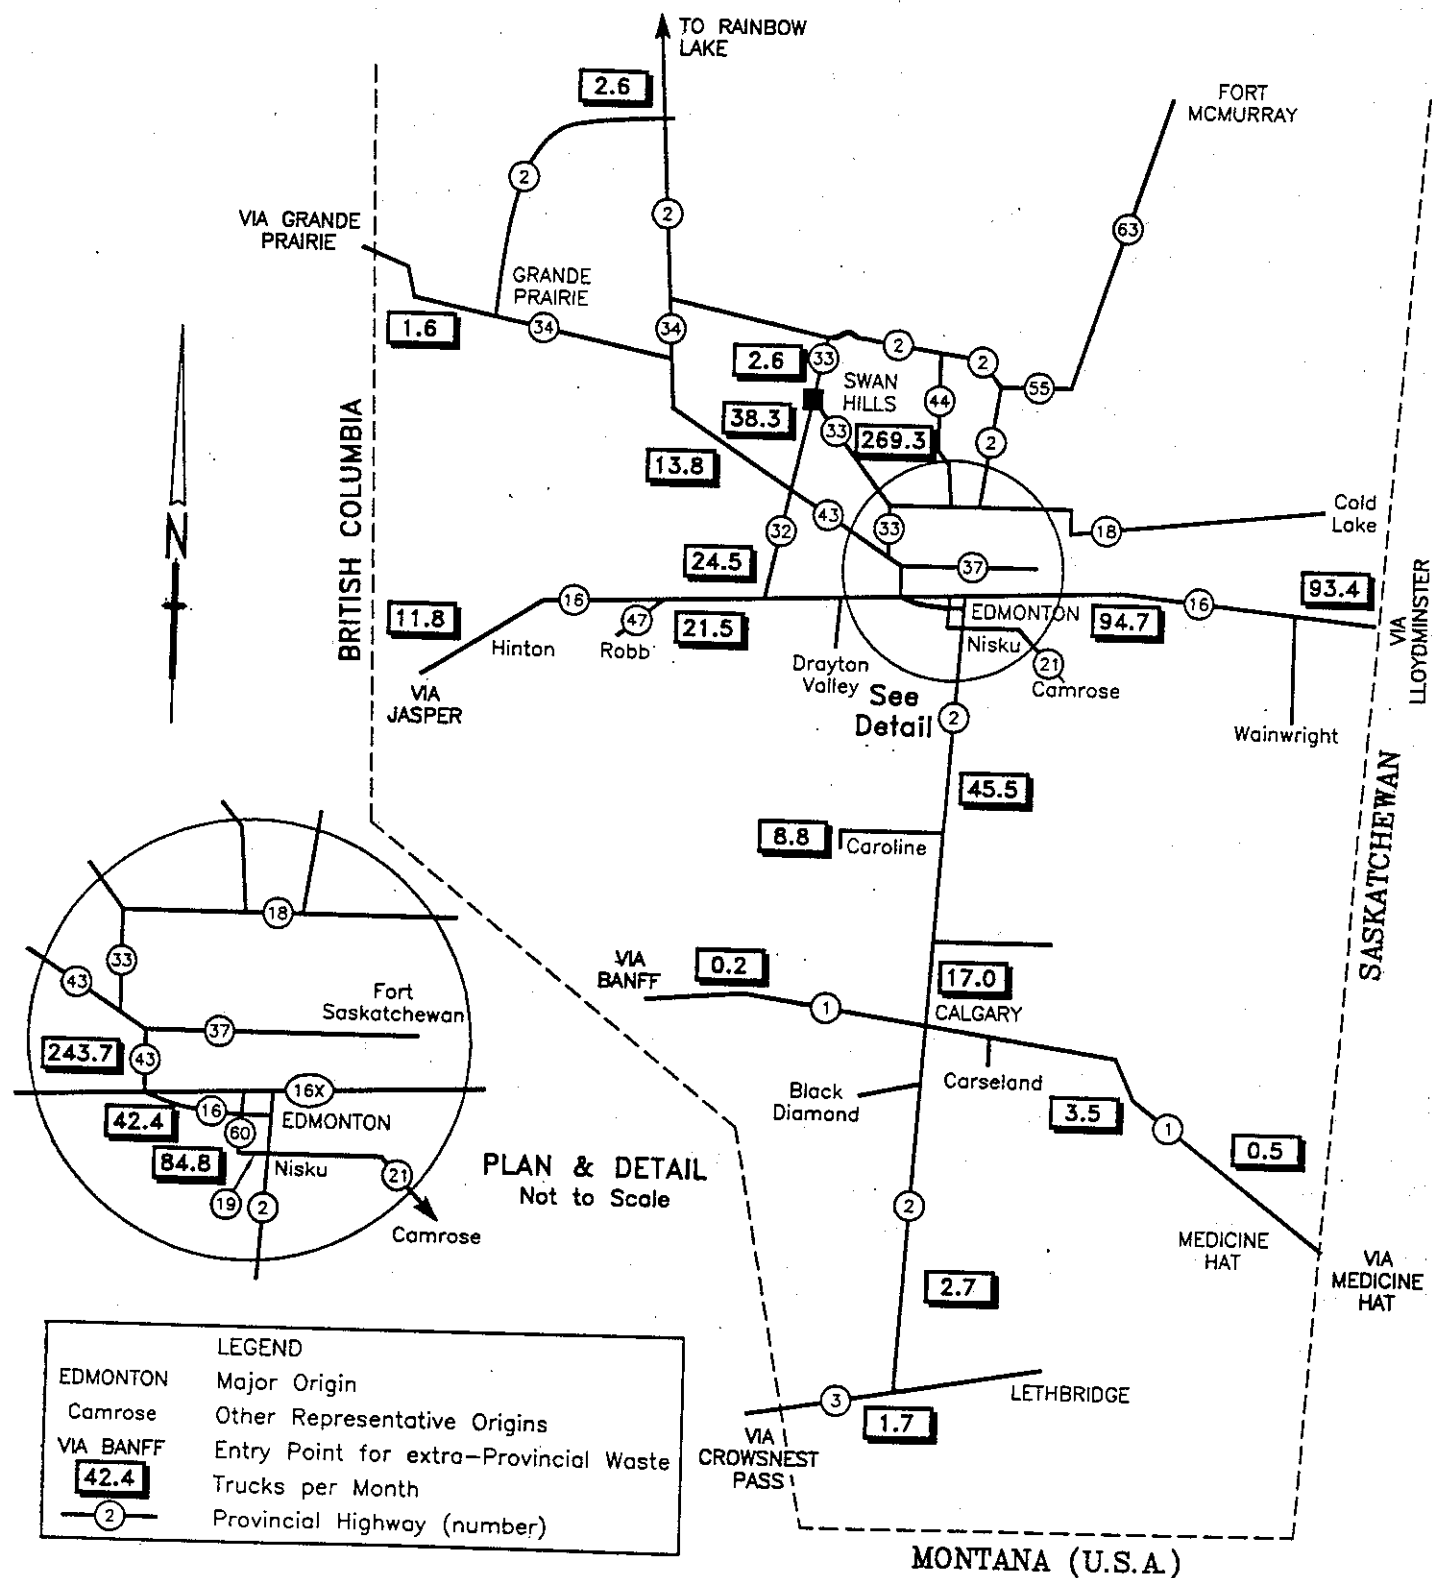 TO RAINBOW
LAKE
2.6
FORT
MCMURRAY
2
2
63
VIA GRANDE
PRAIRIE
GRANDE
PRAIRIE
1.6
34
34
2.6
33
2
2
SWAN
HILLS
44
55
38.3
33
269.3
2
13.8
BRITISH COLUMBIA
N
43
32
33
18
Cold
Lake
24.5
37
93.4
11.8
16
47
21.5
EDMONTON
94.7
16
VIA
LLOYDMINSTER
Hinton
Robb
Nisku
Drayton
Valley
21
Camrose
VIA
JASPER
See
Detail
2
Wainwright
45.5
8.8
Caroline
SASKATCHEWAN
18
33
43
Fort
Saskatchewan
37
243.7
43
16X
42.4
16
EDMONTON
60
84.8
Nisku
21
19
2
Camrose
PLAN & DETAIL
Not to Scale
VIA
BANFF
0.2
1
17.0
CALGARY
Carseland
Black
Diamond
3.5
1
0.5
2
MEDICINE
HAT
VIA
MEDICINE
HAT
2.7
LETHBRIDGE
3
1.7
VIA
CROWSNEST
PASS
MONTANA (U.S.A.)
LEGEND
EDMONTON Major Origin
Camrose Other Representative Origins
VIA BANFF Entry Point for extra-Provincial Waste
42.4 Trucks per Month
2 Provincial Highway (number)